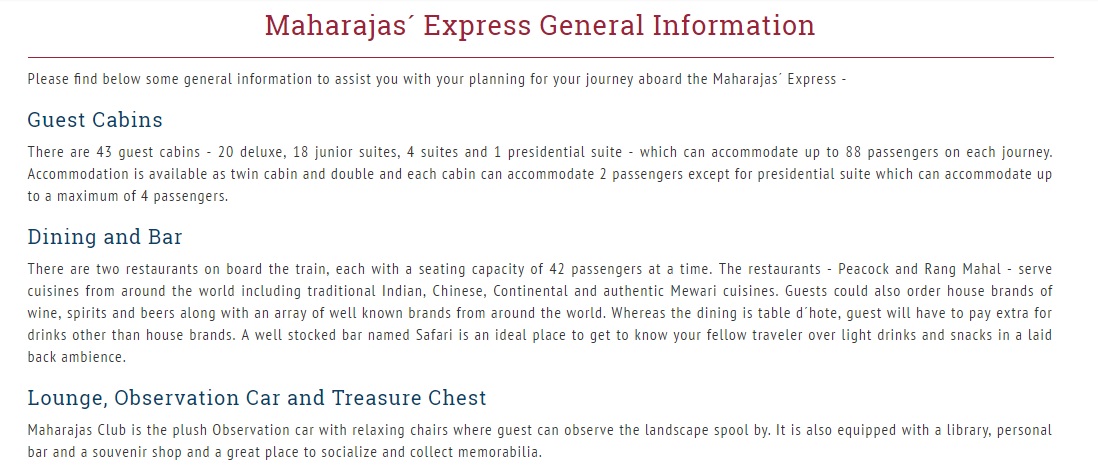 Maharajas´ Express General Information
Please find below some general information to assist you with your planning for your journey aboard the Maharajas´ Express -
Guest Cabins
There are 43 guest cabins - 20 deluxe, 18 junior suites, 4 suites and 1 presidential suite - which can accommodate up to 88 passengers on each journey.
Accommodation is available as twin cabin and double and each cabin can accommodate 2 passengers except for presidential suite which can accommodate up
to a maximum of 4 passengers.
Dining and Bar
There are two restaurants on board the train, each with a seating capacity of 42 passengers at a time. The restaurants - Peacock and Rang Mahal - serve
cuisines from around the world including traditional Indian, Chinese, Continental and authentic Mewari cuisines. Guests could also order house brands of
wine, spirits and beers along with an array of well known brands from around the world. Whereas the dining is table d´hote, guest will have to pay extra for
drinks other than house brands. A well stocked bar named Safari is an ideal place to get to know your fellow traveler over light drinks and snacks in a laid
back ambience.
Lounge, Observation Car and Treasure Chest
Maharajas Club is the plush Observation car with relaxing chairs where guest can observe the landscape spool by. It is also equipped with a library, personal
bar and a souvenir shop and a great place to socialize and collect memorabilia.